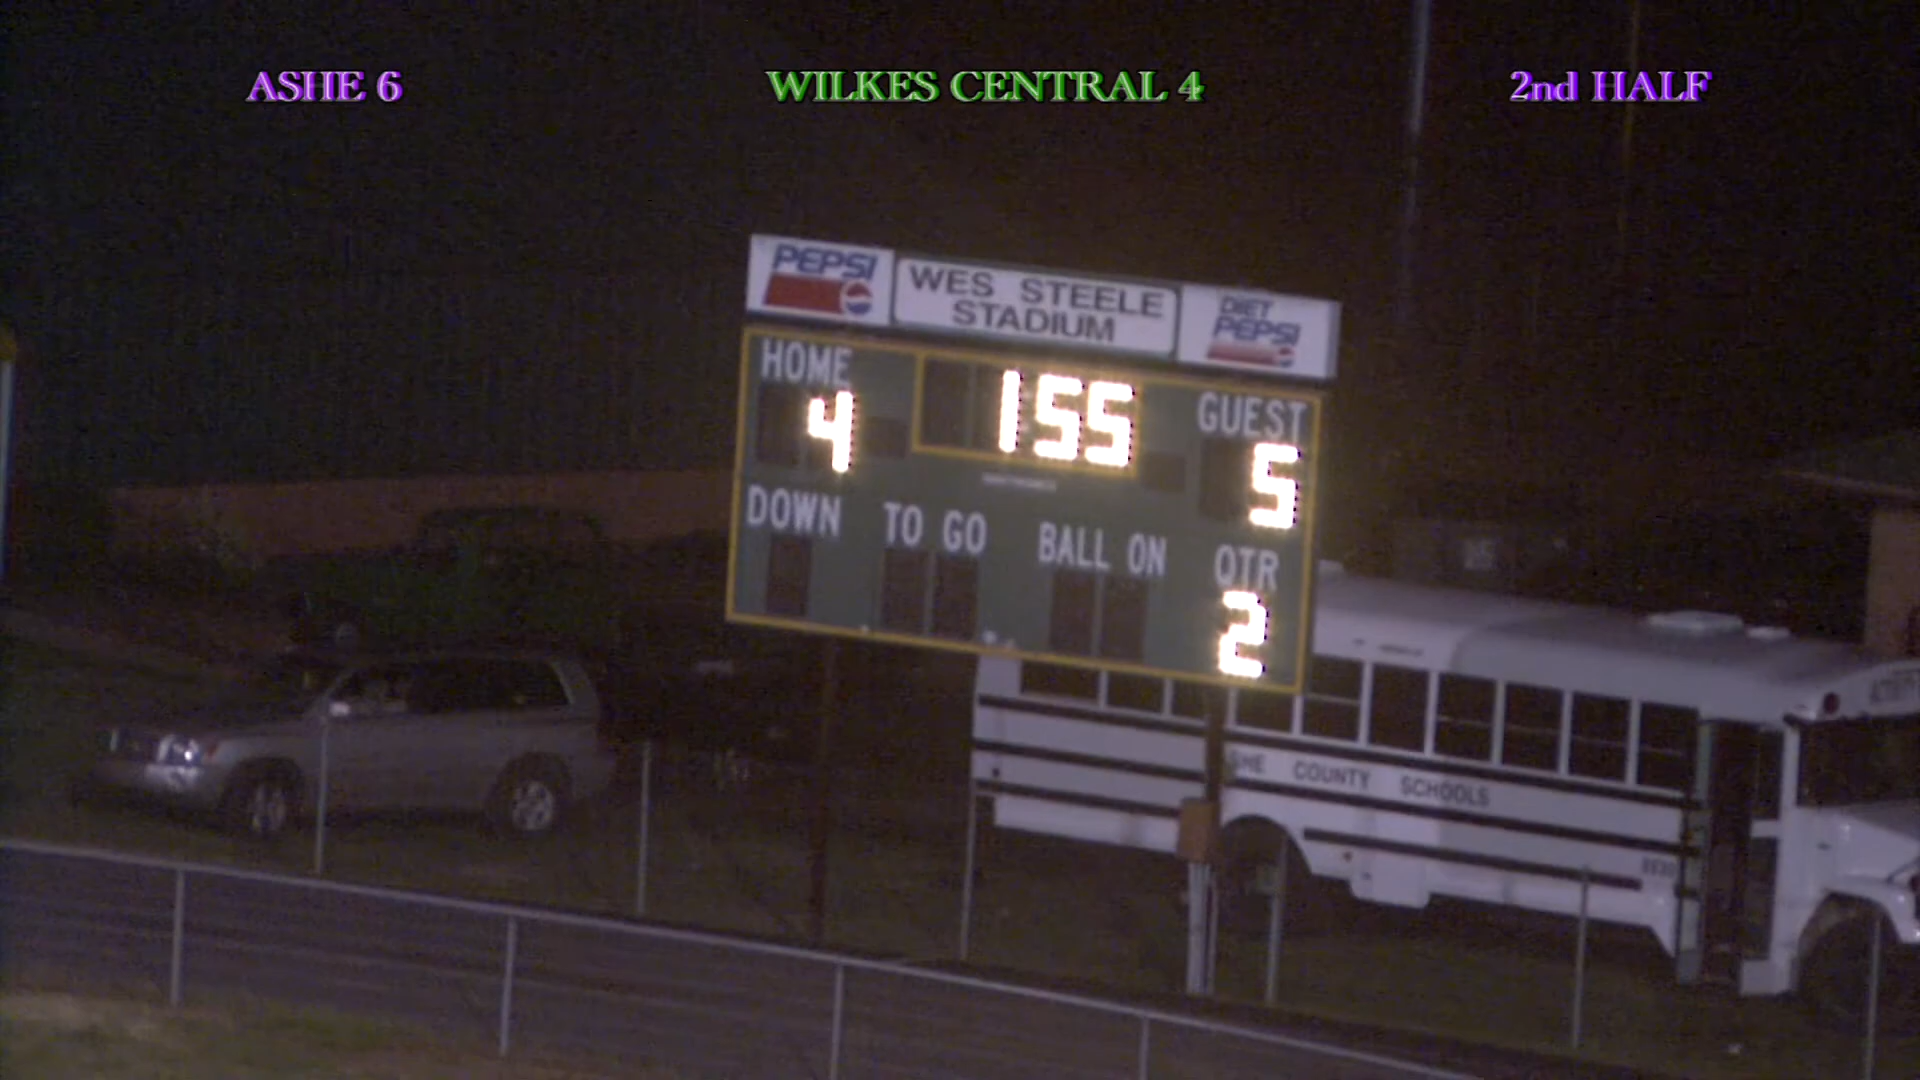 ASHE 6
WILKES CENTRAL 4
2nd HALF
PEPSI
WES STEELE
STADIUM
DIET
PEPSI
HOME
155
GUEST
4
5
DOWN
TO GO
BALL ON
QTR
2
COUNTY SCHOOLS